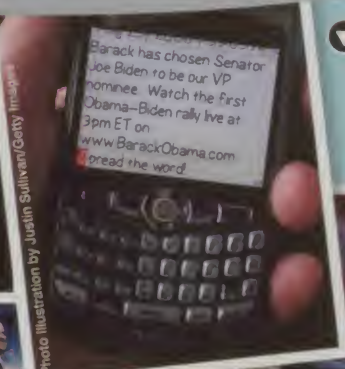 Barack has chosen Senator
Joe Biden to be our VP
nominee. Watch the first
Obama-Biden rally live at
3pm ET on
www.BarackObama.com
Spread the word!
Photo Illustration by Justin Sullivan/Getty Images